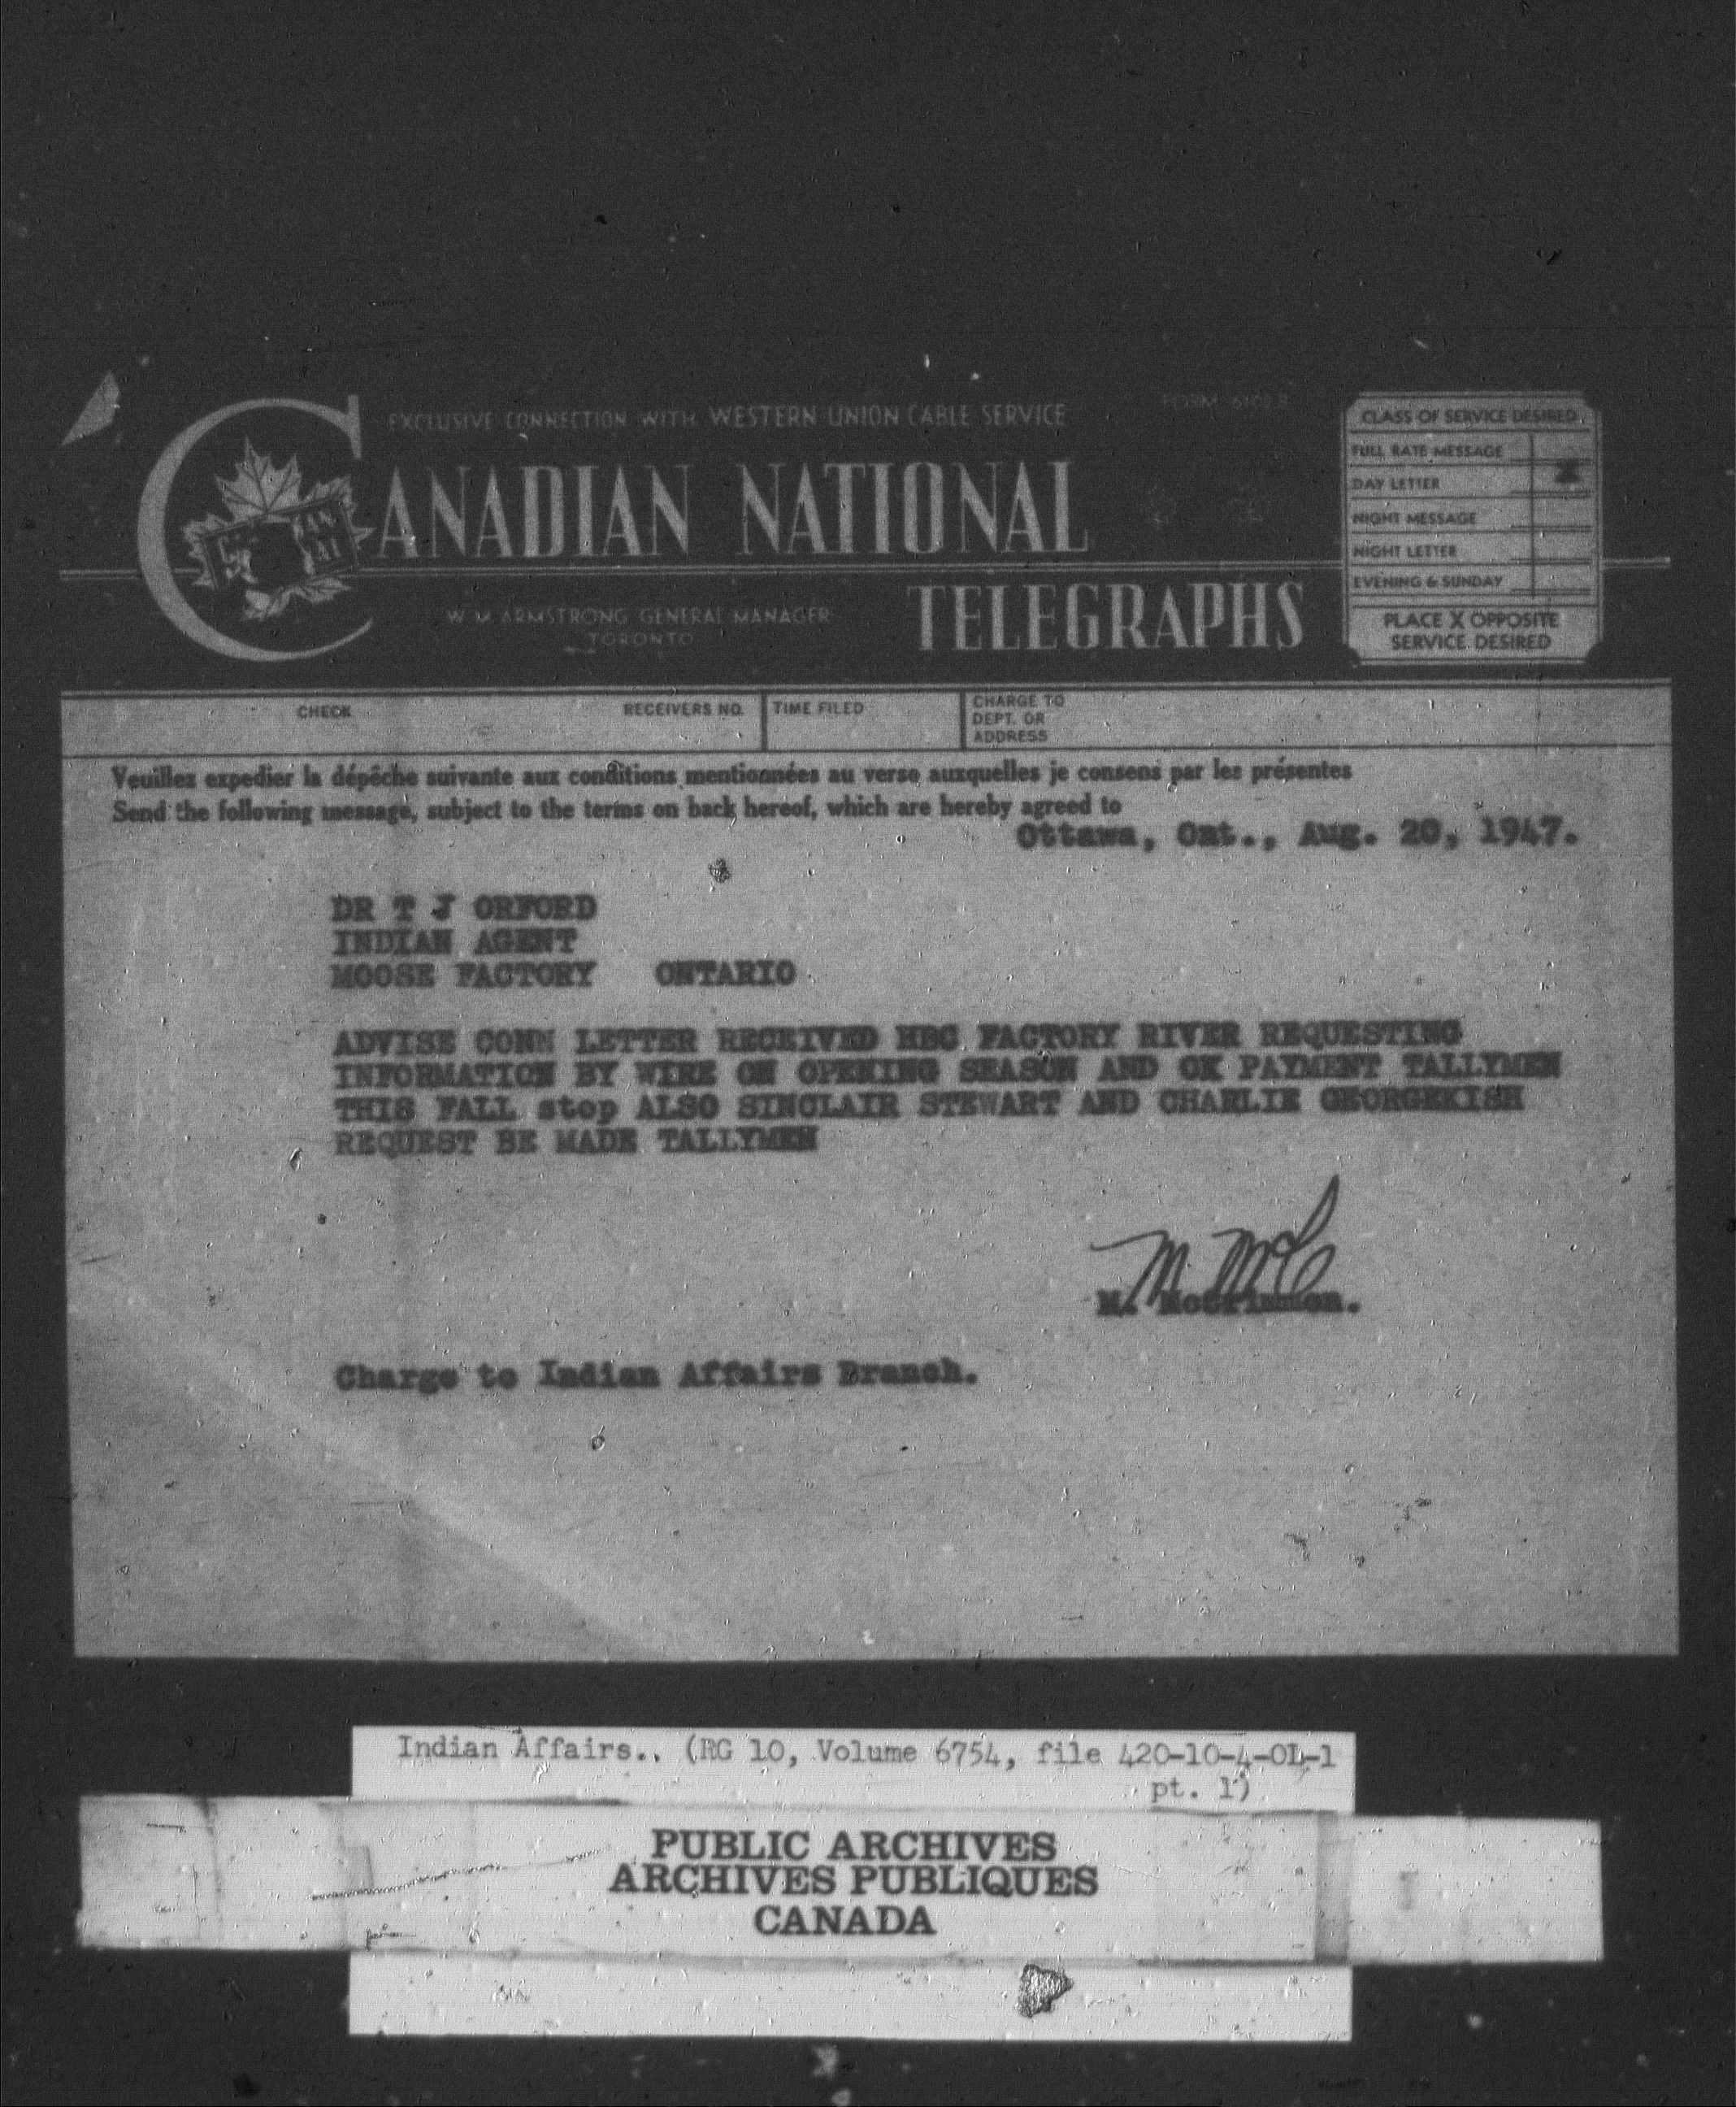 EXCLUSIVE CONNECTION WITH WESTERN UNION CABLE SERVICE
FORM 6102 B
CANADIAN NATIONAL
TELEGRAPHS
W M ARMSTRONG GENERAL MANAGER
TORONTO
CLASS OF SERVICE DESIRED
FULL RATE MESSAGE
DAY LETTER X
NIGHT MESSAGE
NIGHT LETTER
EVENING & SUNDAY
PLACE X OPPOSITE
SERVICE DESIRED
CHECK RECEIVERS NO. TIME FILED CHARGE TO
DEPT. OR
ADDRESS
Veuillez expedier la dépêche suivante aux conditions mentionnées au verso auxquelles je consens par les présentes
Send the following message, subject to the terms on back hereof, which are hereby agreed to
Ottawa, Ont., Aug. 20, 1947.
DR T J ORFORD
INDIAN AGENT
MOOSE FACTORY ONTARIO
ADVISE CONN LETTER RECEIVED HBC FACTORY RIVER REQUESTING
INFORMATION BY WIRE ON OPENING SEASON AND OK PAYMENT TALLYMEN
THIS FALL stop ALSO SINCLAIR STEWART AND CHARLIE GEORGEKISH
REQUEST BE MADE TALLYMEN
M. McC
M. McCrimmon.
Charge to Indian Affairs Branch.
Indian Affairs.. (RG 10, Volume 6754, file 420-10-4-OL-1
pt. 1)
PUBLIC ARCHIVES
ARCHIVES PUBLIQUES
CANADA